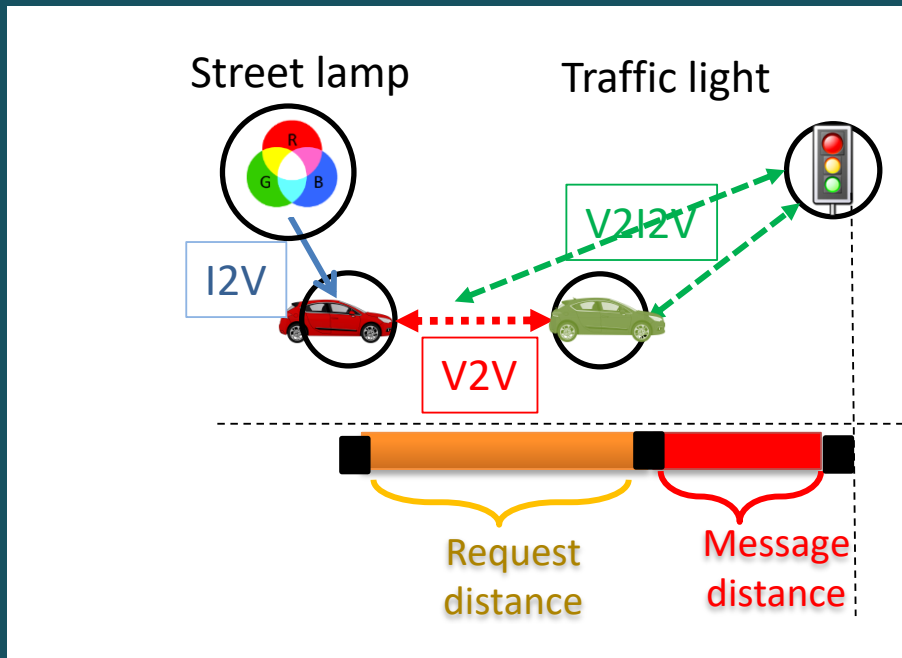 Street lamp
Traffic light
R
G
B
V2I2V
I2V
V2V
Request
distance
Message
distance